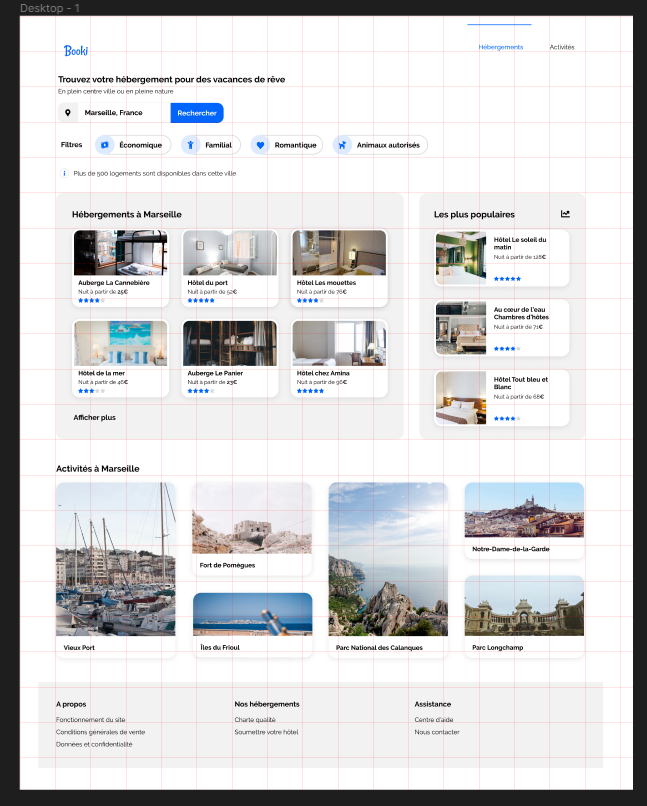 Desktop - 1
Booki
Hébergements
Activités
Trouvez votre hébergement pour des vacances de rêve
En plein centre ville ou en pleine nature
Marseille, France
Rechercher
Filtres
Économique
Familial
Romantique
Animaux autorisés
Plus de 500 logements sont disponibles dans cette ville
Hébergements à Marseille
Auberge La Cannebière
Nuit à partir de 25€
Hôtel du port
Nuit à partir de 52€
Hôtel Les mouettes
Nuit à partir de 76€
Hôtel de la mer
Nuit à partir de 46€
Auberge Le Panier
Nuit à partir de 23€
Hôtel chez Amina
Nuit à partir de 96€
Afficher plus
Les plus populaires
Hôtel Le soleil du
matin
Nuit à partir de 128€
Au cœur de l'eau
Chambres d'hôtes
Nuit à partir de 71€
Hôtel Tout bleu et
Blanc
Nuit à partir de 68€
Activités à Marseille
Vieux Port
Fort de Pomègues
Îles du Frioul
Parc National des Calanques
Notre-Dame-de-la-Garde
Parc Longchamp
A propos
Fonctionnement du site
Conditions générales de vente
Données et confidentialité
Nos hébergements
Charte qualité
Soumettre votre hôtel
Assistance
Centre d'aide
Nous contacter